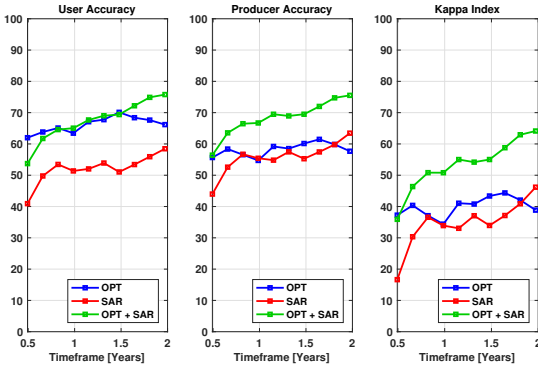 User Accuracy
100
90
80
70
60
50
40
30
20
10
0
0.5 1 1.5 2
Timeframe [Years]
OPT
SAR
OPT + SAR
Producer Accuracy
100
90
80
70
60
50
40
30
20
10
0
0.5 1 1.5 2
Timeframe [Years]
OPT
SAR
OPT + SAR
Kappa Index
100
90
80
70
60
50
40
30
20
10
0
0.5 1 1.5 2
Timeframe [Years]
OPT
SAR
OPT + SAR